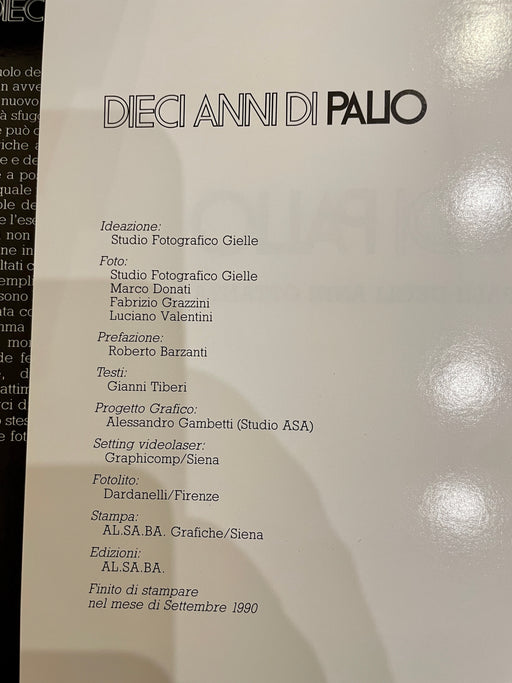 DIECI ANNI DI PALIO
Ideazione:
Studio Fotografico Gielle
Foto:
Studio Fotografico Gielle
Marco Donati
Fabrizio Grazzini
Luciano Valentini
Prefazione:
Roberto Barzanti
Testi:
Gianni Tiberi
Progetto Grafico:
Alessandro Gambetti (Studio ASA)
Setting videolaser:
Graphicomp/Siena
Fotolito:
Dardanelli/Firenze
Stampa:
AL.SA.BA. Grafiche/Siena
Edizioni:
AL.SA.BA.
Finito di stampare
nel mese di Settembre 1990